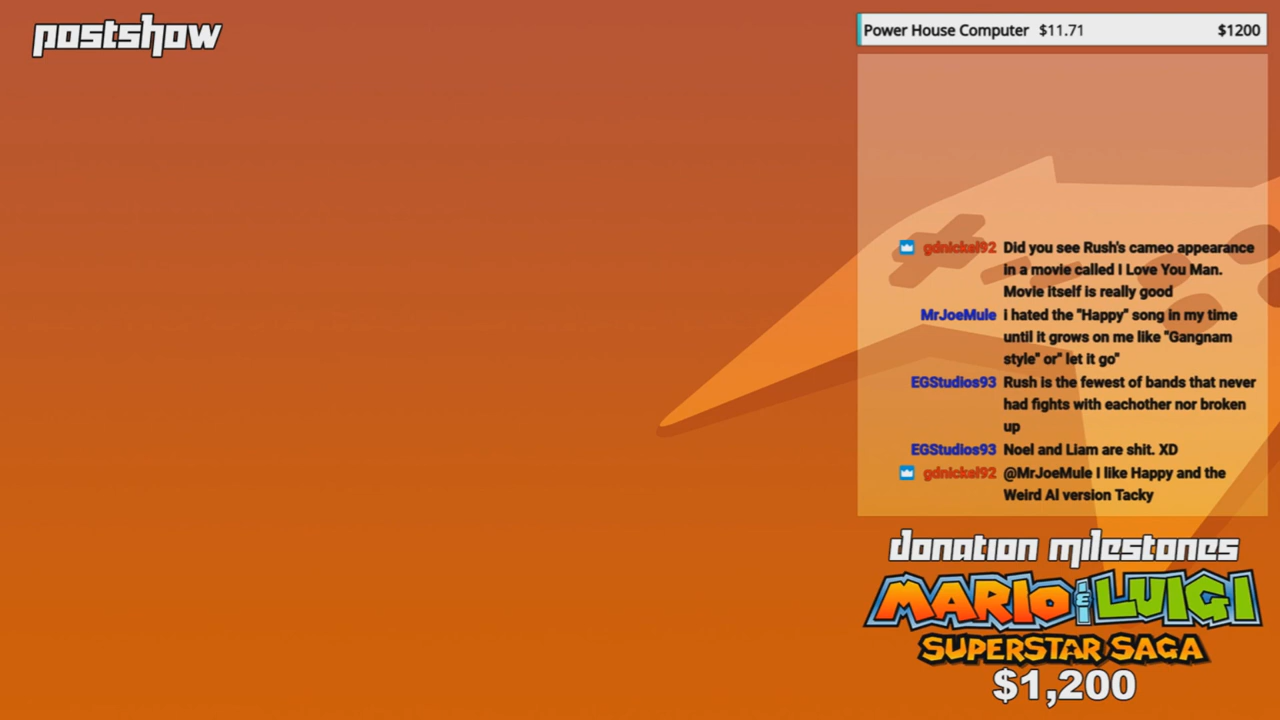 postshow
Power House Computer $11.71 $1200
gdnickel92 Did you see Rush's cameo appearance
in a movie called I Love You Man.
Movie itself is really good
MrJoeMule i hated the "Happy" song in my time
until it grows on me like "Gangnam
style" or" let it go"
EGStudios93 Rush is the fewest of bands that never
had fights with eachother nor broken
up
EGStudios93 Noel and Liam are shit. XD
gdnickel92 @MrJoeMule I like Happy and the
Weird Al version Tacky
donation milestones
MARIO & LUIGI
SUPERSTAR SAGA
$1,200